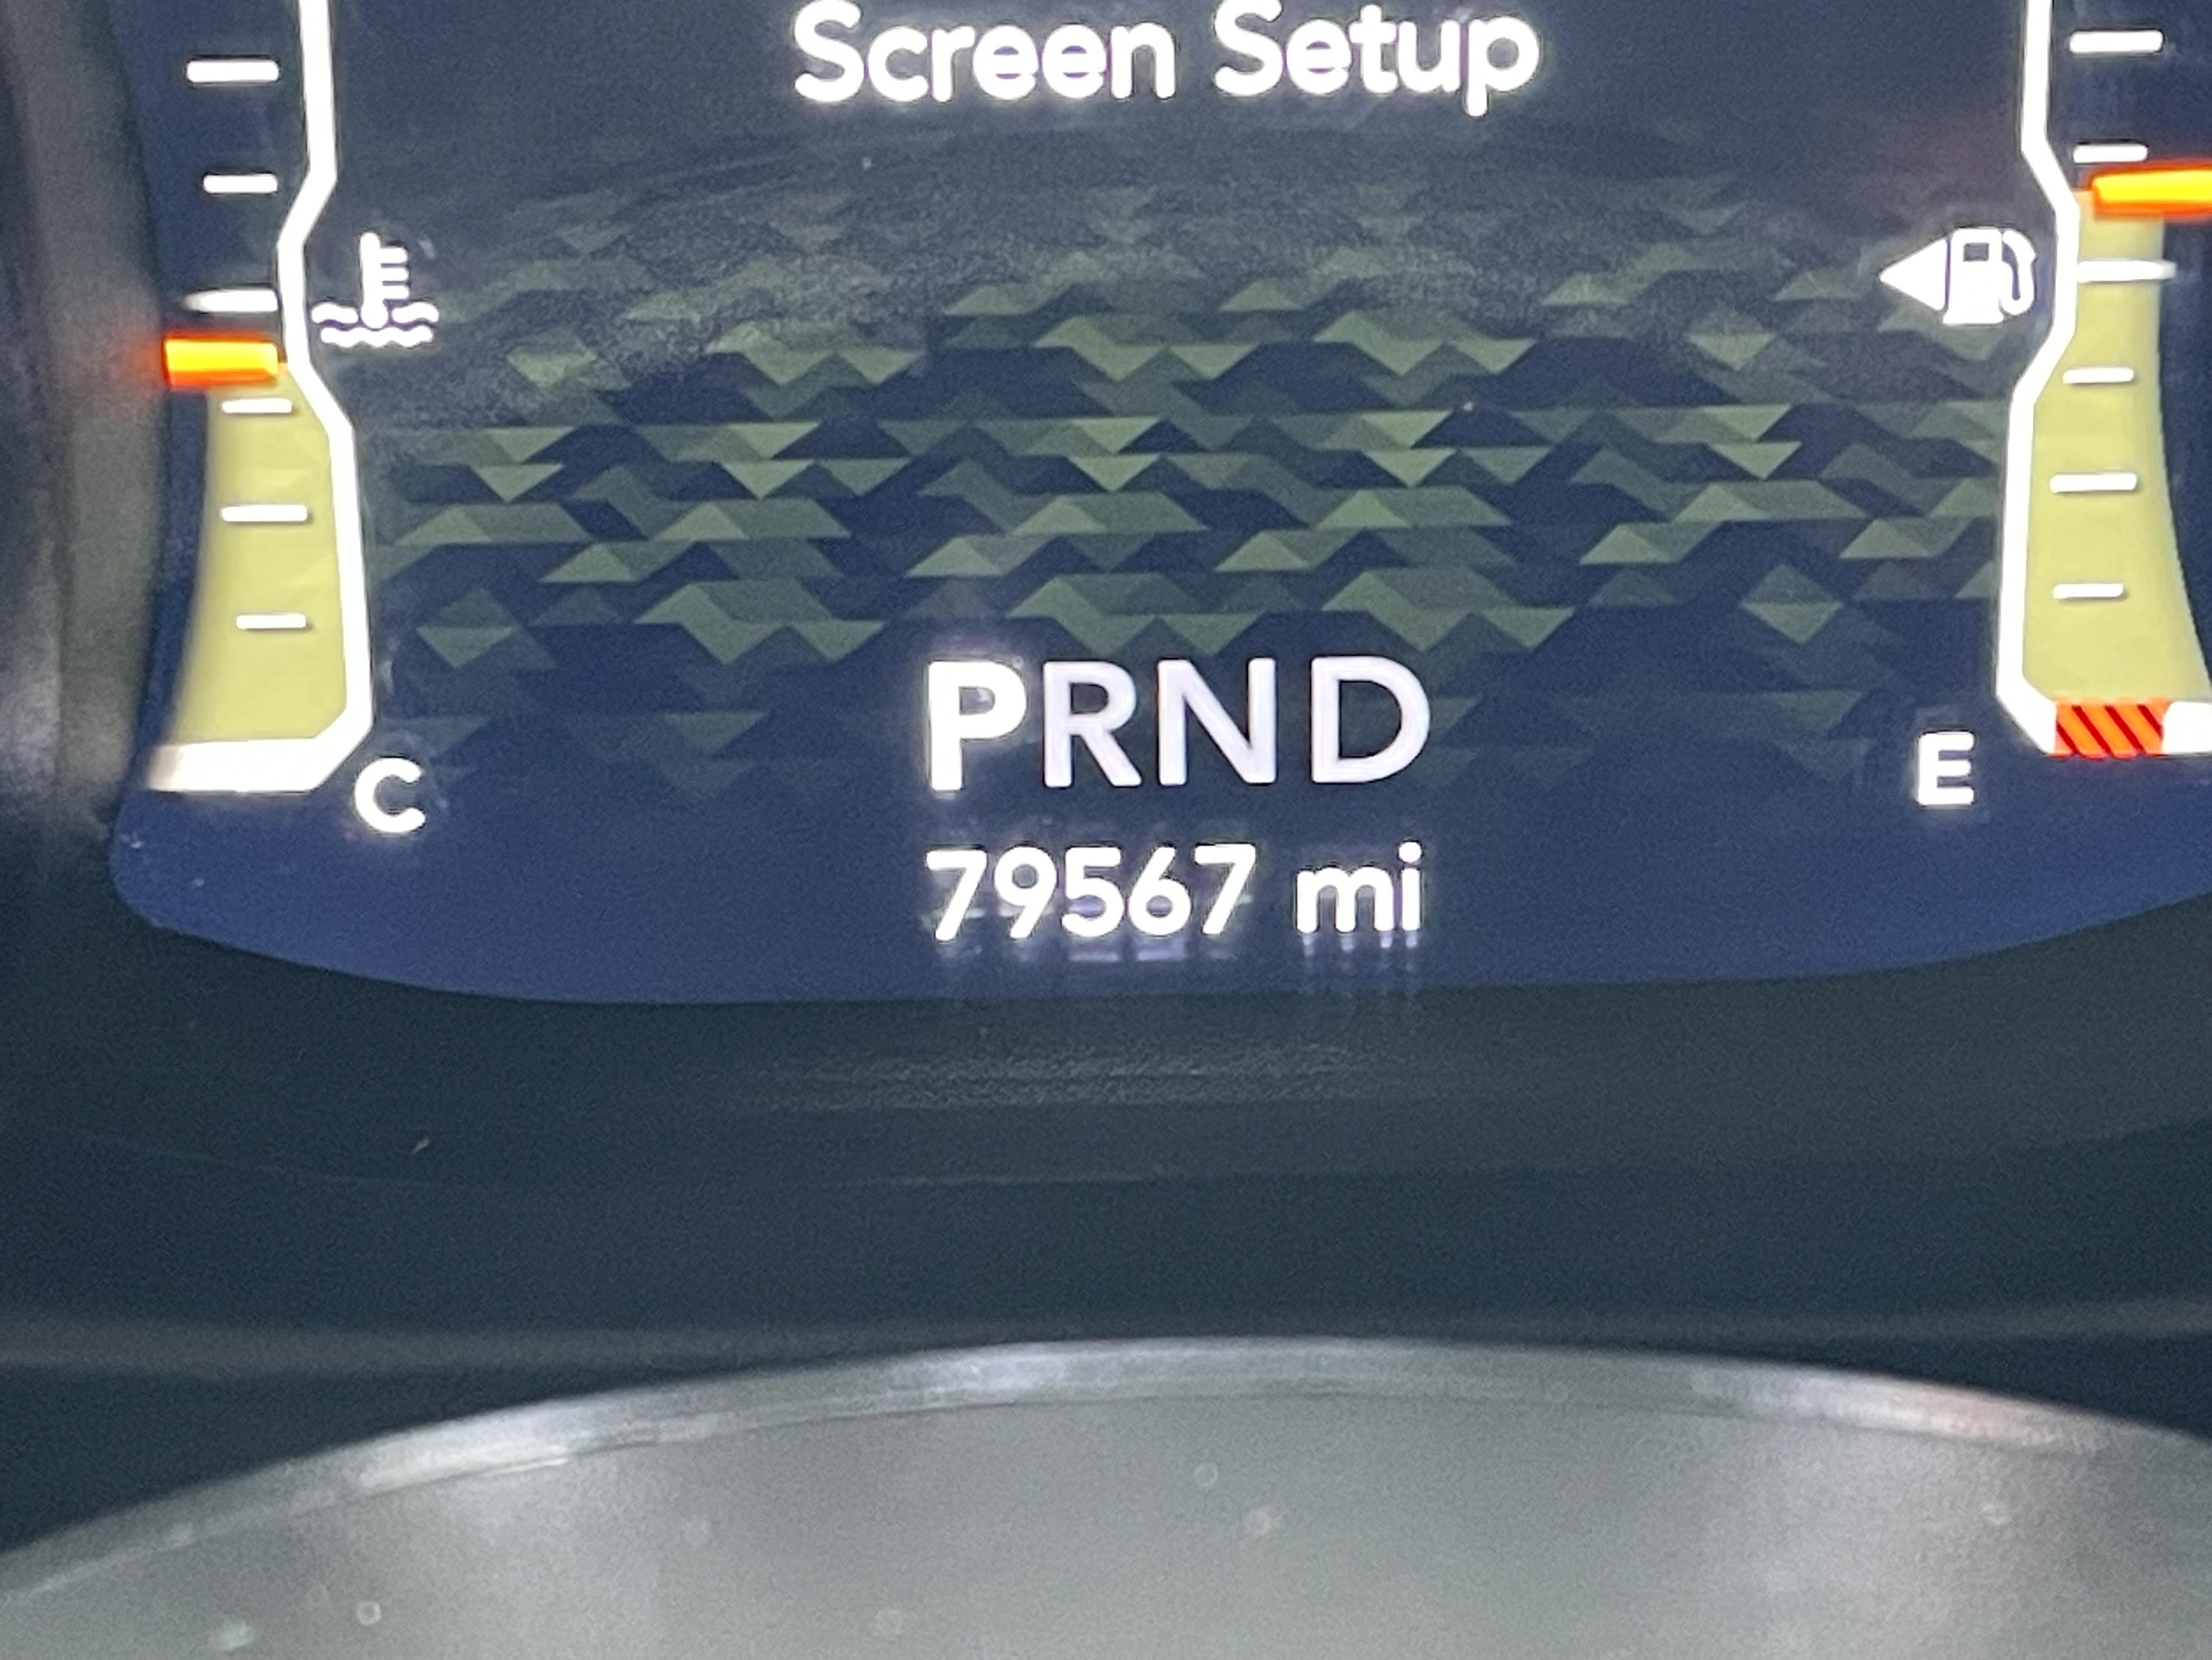 Screen Setup
C
E
PRND
79567 mi